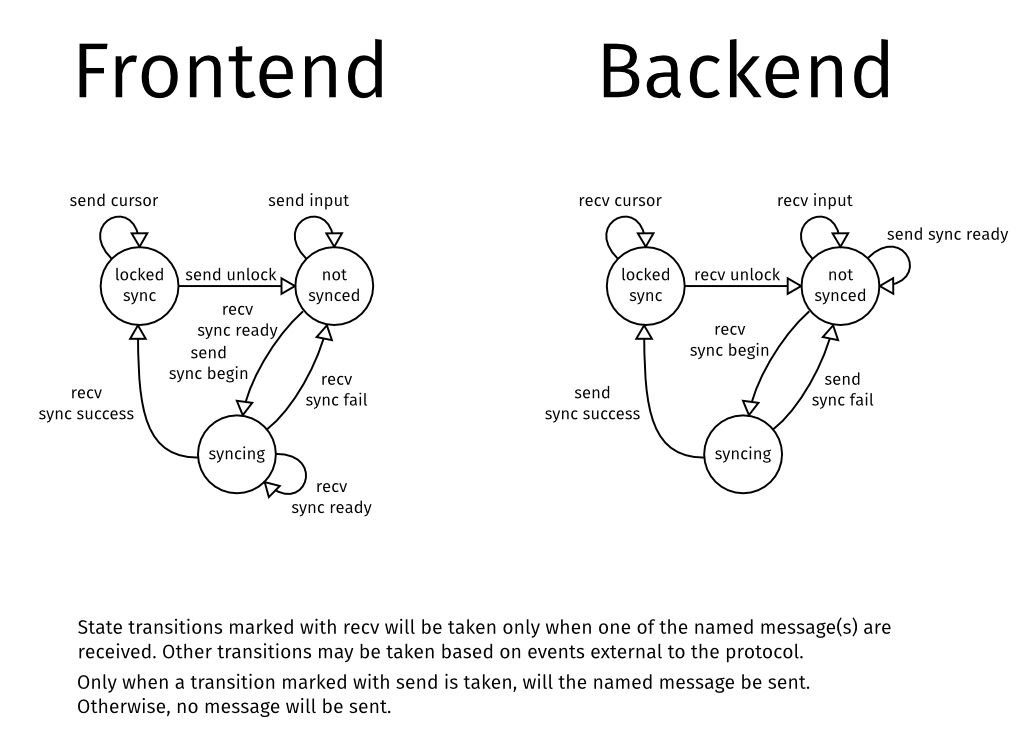 Frontend
Backend
send cursor
send input
locked
sync
send unlock
not
synced
recv
sync ready
send
sync begin
recv
sync fail
recv
sync success
syncing
recv
sync ready
recv cursor
recv input
send sync ready
locked
sync
recv unlock
not
synced
recv
sync begin
send
sync fail
send
sync success
syncing
State transitions marked with recv will be taken only when one of the named message(s) are
received. Other transitions may be taken based on events external to the protocol.
Only when a transition marked with send is taken, will the named message be sent.
Otherwise, no message will be sent.